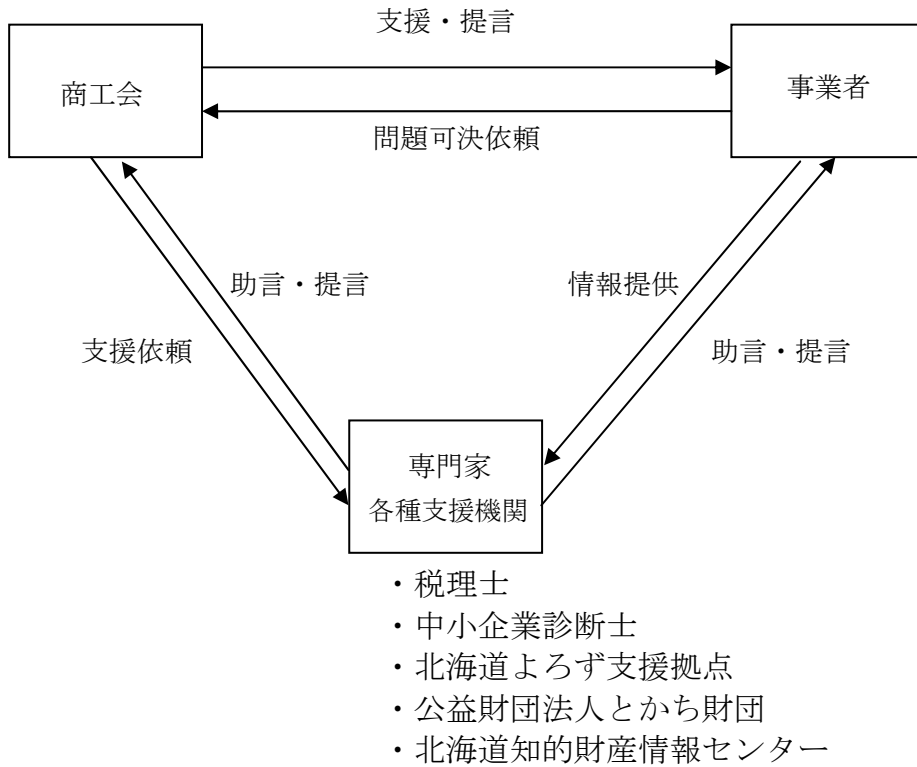 支援・提言
商工会
事業者
問題可決依頼
助言・提言
情報提供
支援依頼
助言・提言
専門家
各種支援機関
・税理士
・中小企業診断士
・北海道よろず支援拠点
・公益財団法人とかち財団
・北海道知的財産情報センター